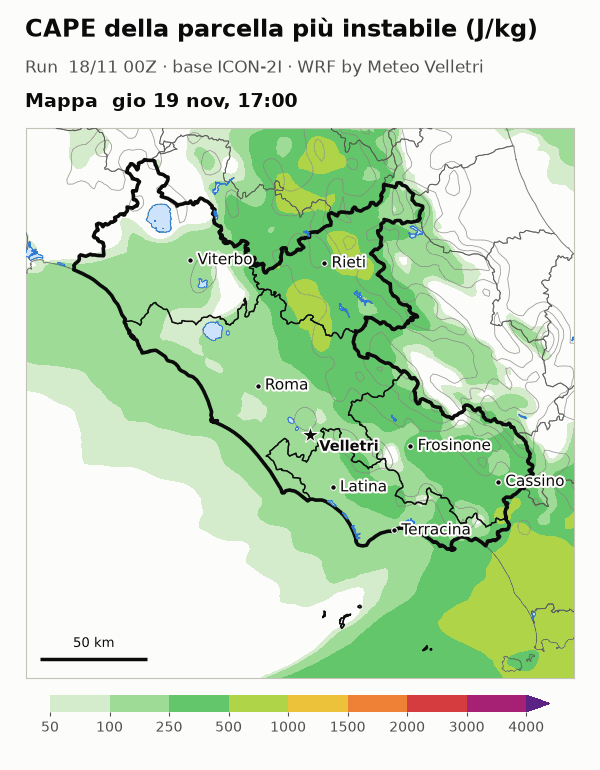 CAPE della parcella più instabile (J/kg)
Run  18/11 00Z · base ICON-2I · WRF by Meteo Velletri
Mappa  gio 19 nov, 17:00
Viterbo
Rieti
Roma
Velletri
Frosinone
Cassino
Latina
Terracina
50 km
50 100 250 500 1000 1500 2000 3000 4000